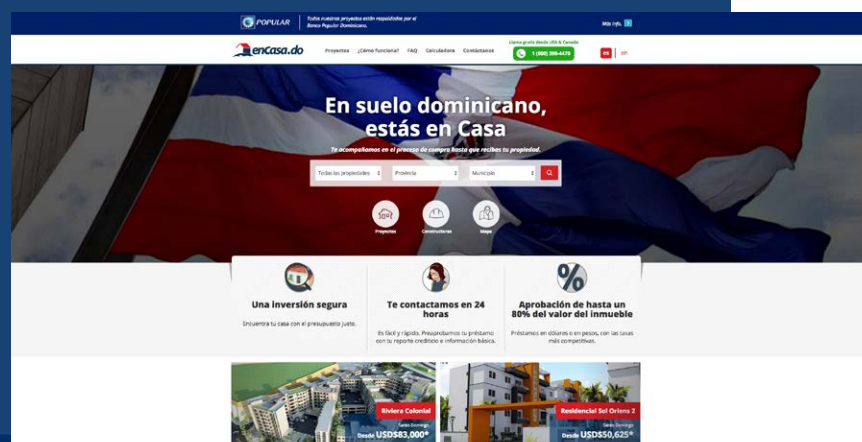 POPULAR
Todos nuestros proyectos están respaldados por el
Banco Popular Dominicano.
Más info.
enCasa.do
Proyectos ¿Cómo funciona? FAQ Calculadora Contáctanos
Llama gratis desde USA & Canadá
es en
En suelo dominicano,
estás en Casa
Te acompañamos en el proceso de compra hasta que recibas tu propiedad.
Todas las propiedades Provincia Municipio
Proyectos Constructoras Mapa
Una inversión segura
Encuentra tu casa con el presupuesto justo.
Te contactamos en 24
horas
Es fácil y rápido. Preaprobamos tu préstamo
con tu reporte crediticio e información básica.
Aprobación de hasta un
80% del valor del inmueble
Préstamos en dólares o en pesos, con las tasas
más competitivas.
Riviera Colonial
Santo Domingo
Desde USD$83,000*
Residencial Sol Oriens 2
Santo Domingo
Desde USD$50,625*